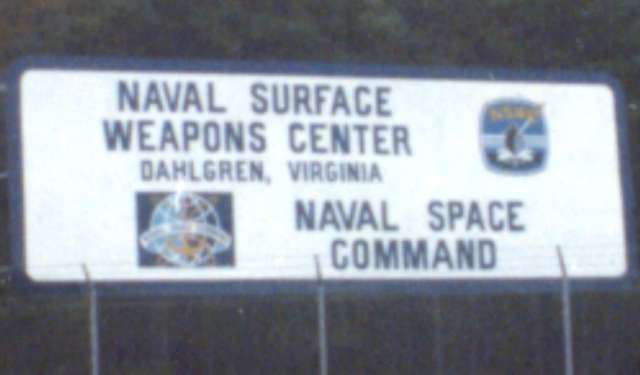 NAVAL SURFACE
WEAPONS CENTER
DAHLGREN, VIRGINIA
NAVAL SPACE
COMMAND